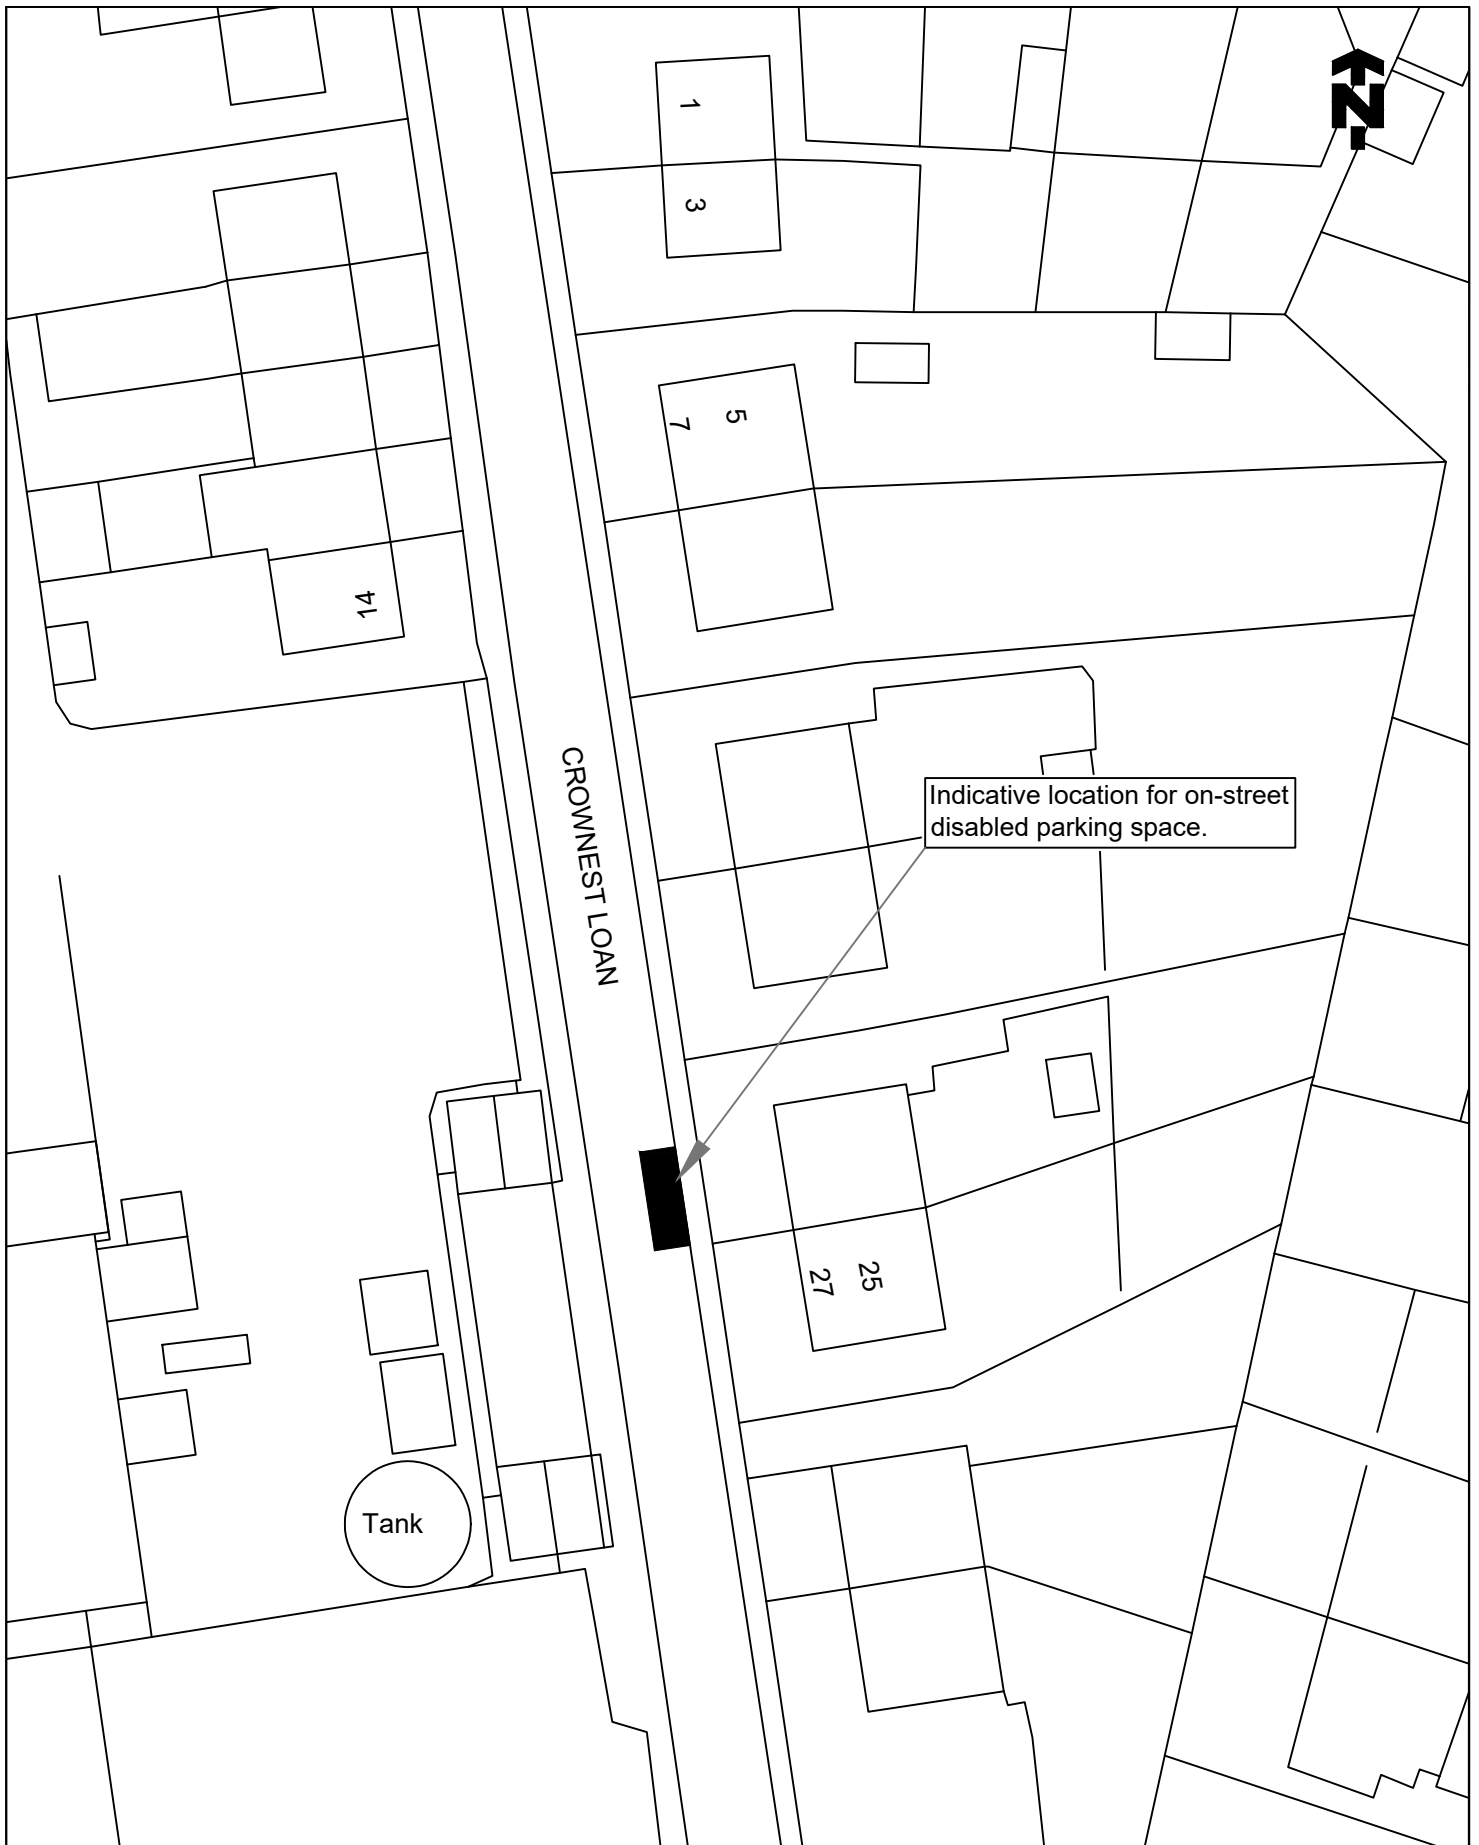 N
1
3
5
7
14
CROWNEST LOAN
Indicative location for on-street
disabled parking space.
25
27
Tank